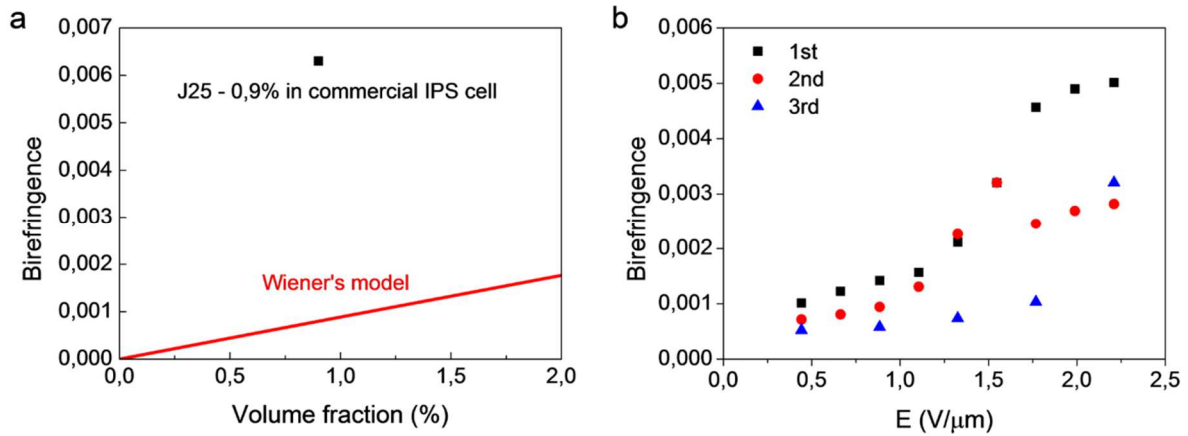 a
0,007
0,006
0,005
0,004
0,003
0,002
0,001
0,000
Birefringence
J25 - 0,9% in commercial IPS cell
Wiener's model
0,0 0,5 1,0 1,5 2,0
Volume fraction (%)
b
0,006
0,005
0,004
0,003
0,002
0,001
0,000
Birefringence
1st
2nd
3rd
0,0 0,5 1,0 1,5 2,0 2,5
E (V/μm)